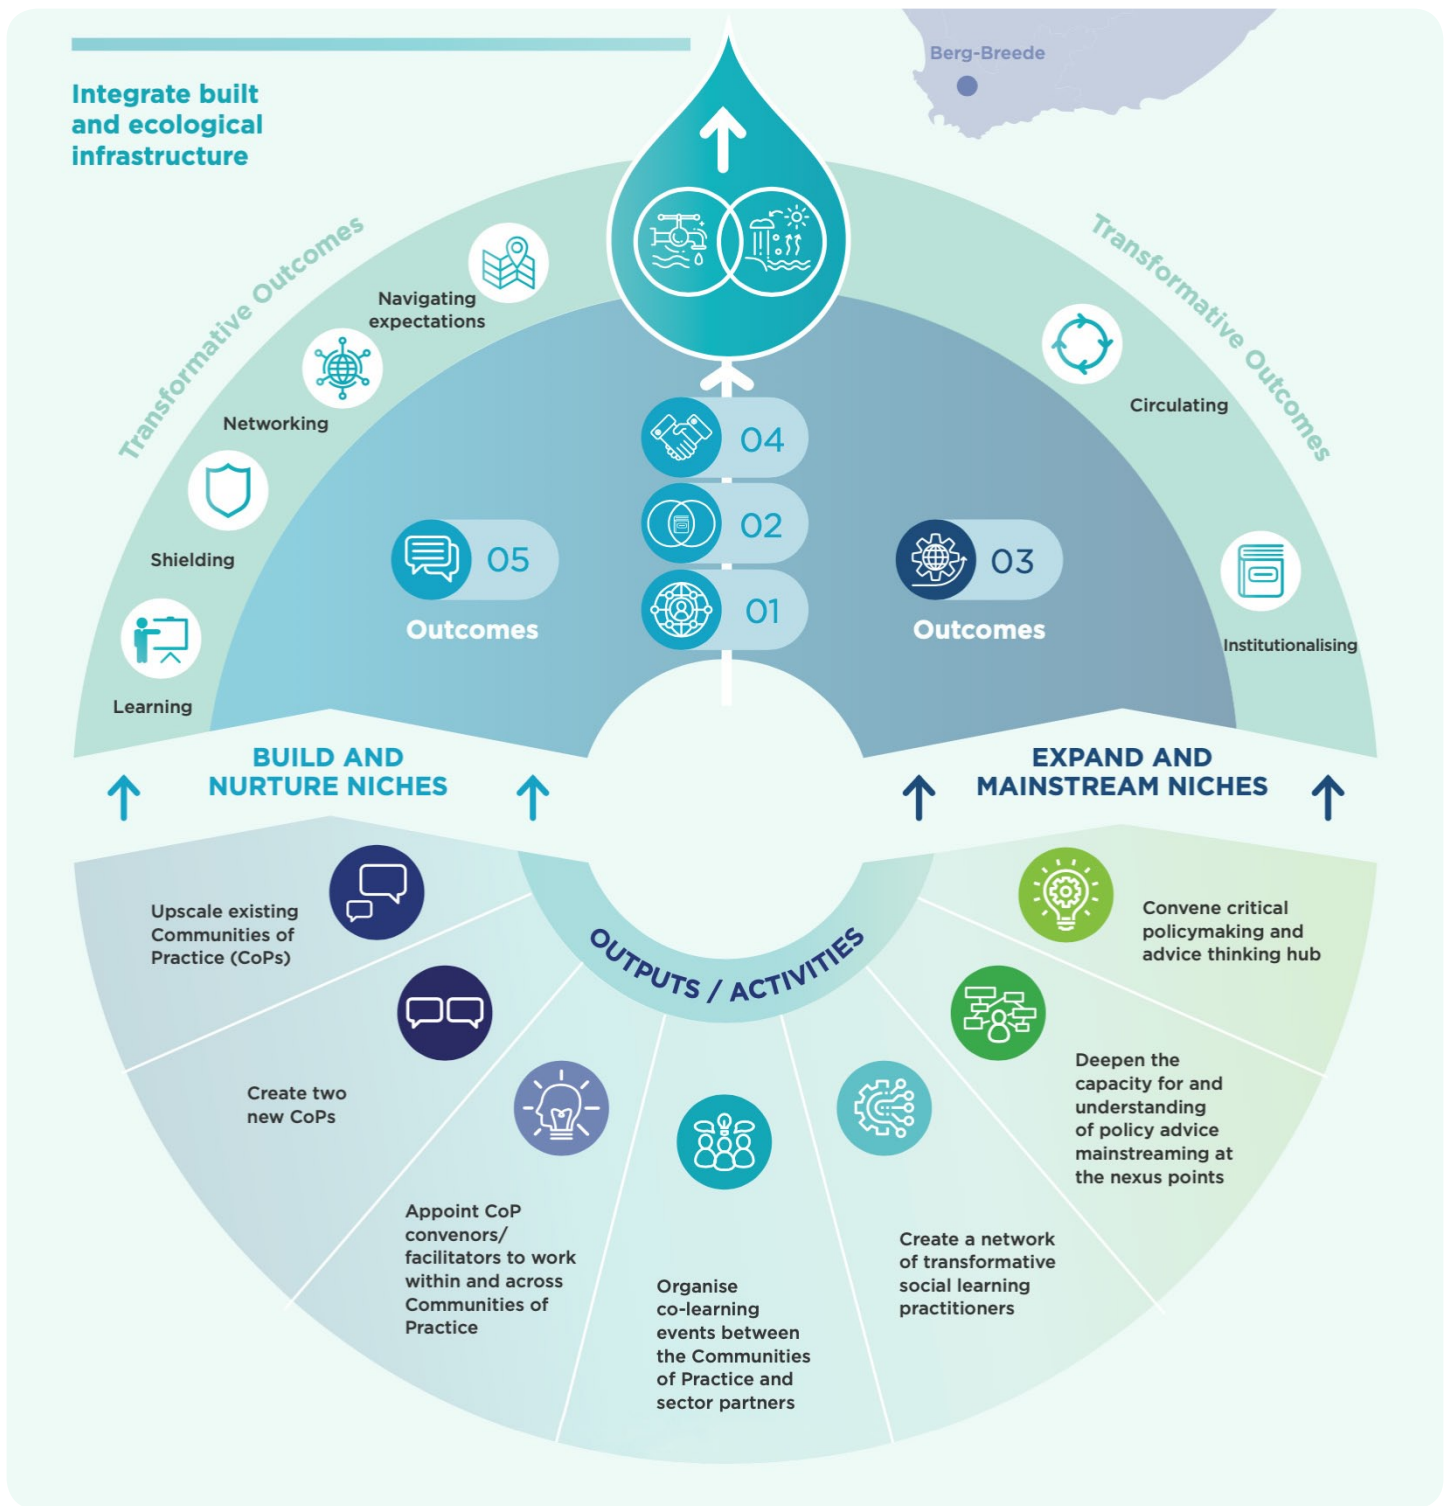 Berg-Breede
Integrate built
and ecological
infrastructure
Transformative Outcomes
Transformative Outcomes
Navigating
expectations
Networking
Shielding
Learning
Circulating
Institutionalising
04
02
01
05
Outcomes
03
Outcomes
BUILD AND
NURTURE NICHES
EXPAND AND
MAINSTREAM NICHES
OUTPUTS / ACTIVITIES
Upscale existing
Communities of
Practice (CoPs)
Create two
new CoPs
Appoint CoP
convenors/
facilitators to work
within and across
Communities of
Practice
Organise
co-learning
events between
the Communities
of Practice and
sector partners
Create a network
of transformative
social learning
practitioners
Deepen the
capacity for and
understanding
of policy advice
mainstreaming at
the nexus points
Convene critical
policymaking and
advice thinking hub